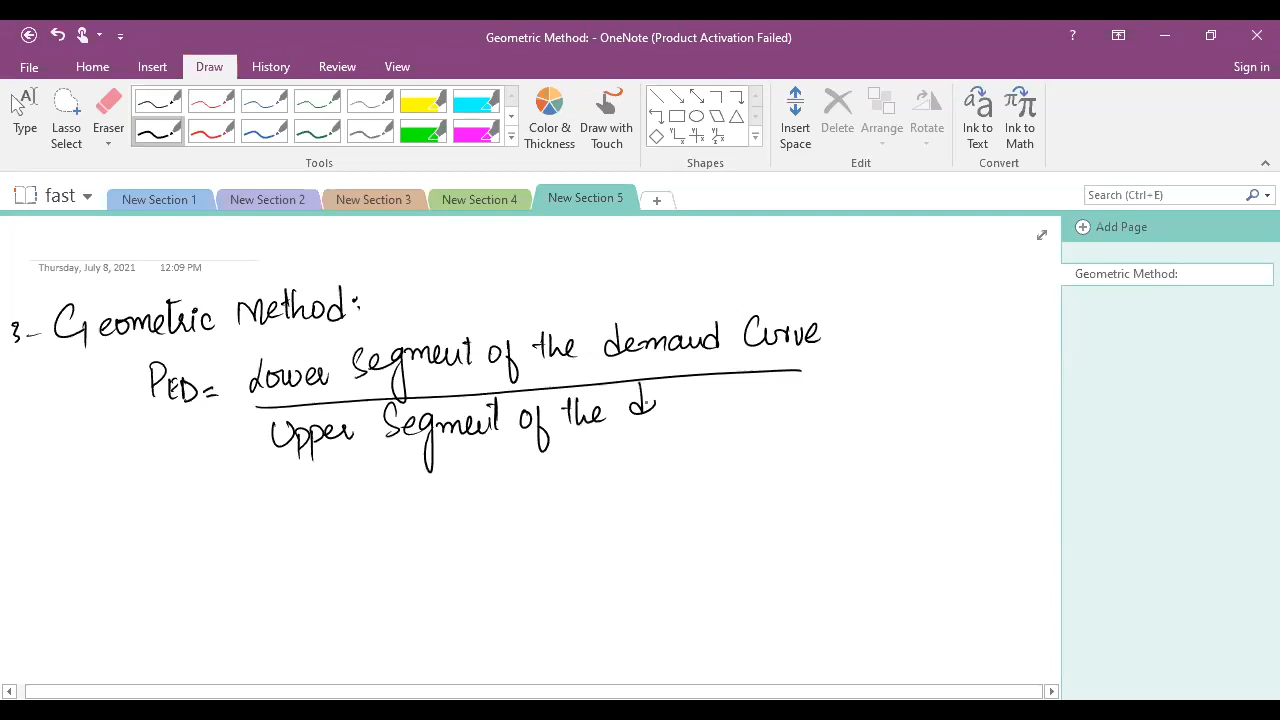 Geometric Method: - OneNote (Product Activation Failed)
?
Sign in
File Home Insert Draw History Review View
Type
Lasso Select
Eraser
Color & Thickness
Draw with Touch
Insert Space
Delete
Arrange
Rotate
Ink to Text
Ink to Math
Tools
Shapes
Edit
Convert
fast
New Section 1
New Section 2
New Section 3
New Section 4
New Section 5
Search (Ctrl+E)
Add Page
Geometric Method:
Thursday, July 8, 2021 12:09 PM
3- Geometric Method:
PED= Lower Segment of the demand Curve
Upper Segment of the d